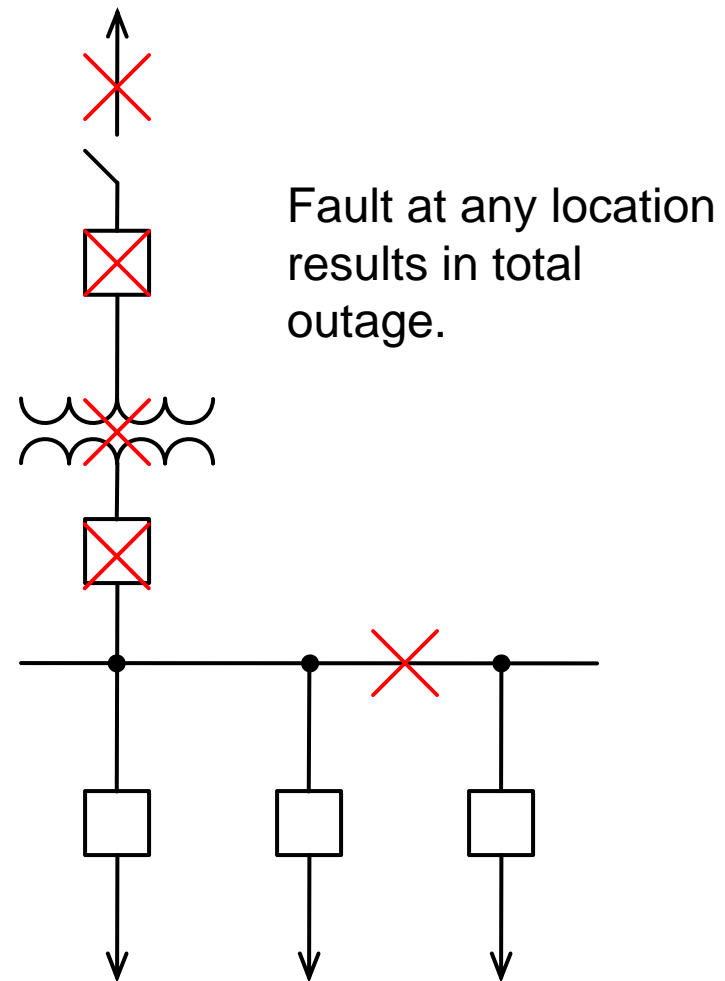 Fault at any location
results in total
outage.